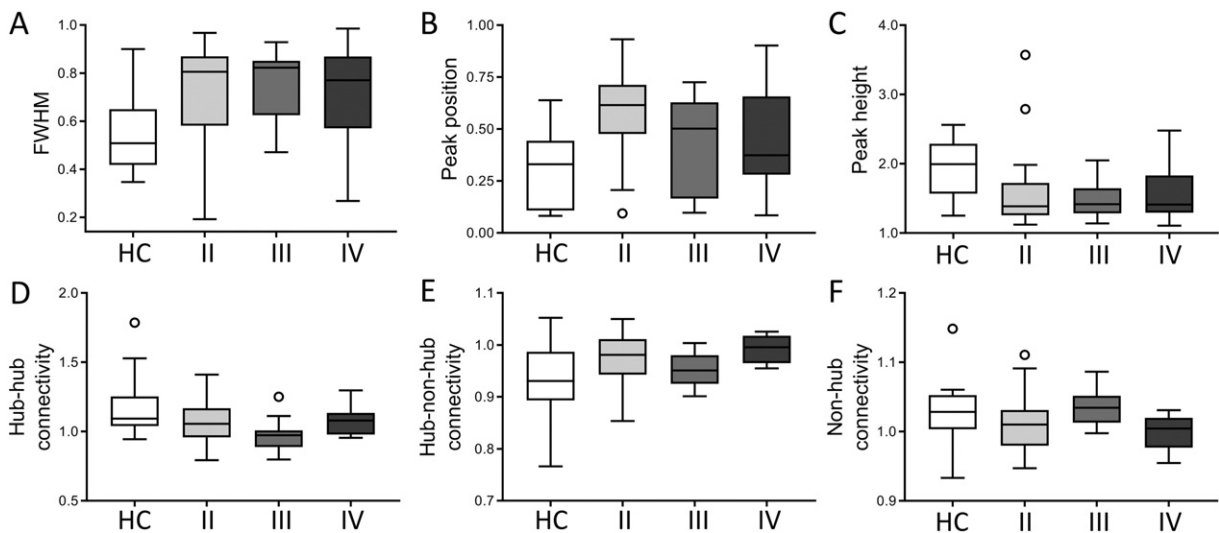 A
FWHM
1.0
0.8
0.6
0.4
0.2
HC II III IV
B
Peak position
1.00
0.75
0.50
0.25
0.00
HC II III IV
C
Peak height
4.0
3.0
2.0
1.0
HC II III IV
D
Hub-hub
connectivity
2.0
1.5
1.0
0.5
HC II III IV
E
Hub-non-hub
connectivity
1.1
1.0
0.9
0.8
0.7
HC II III IV
F
Non-hub
connectivity
1.2
1.1
1.0
0.9
HC II III IV